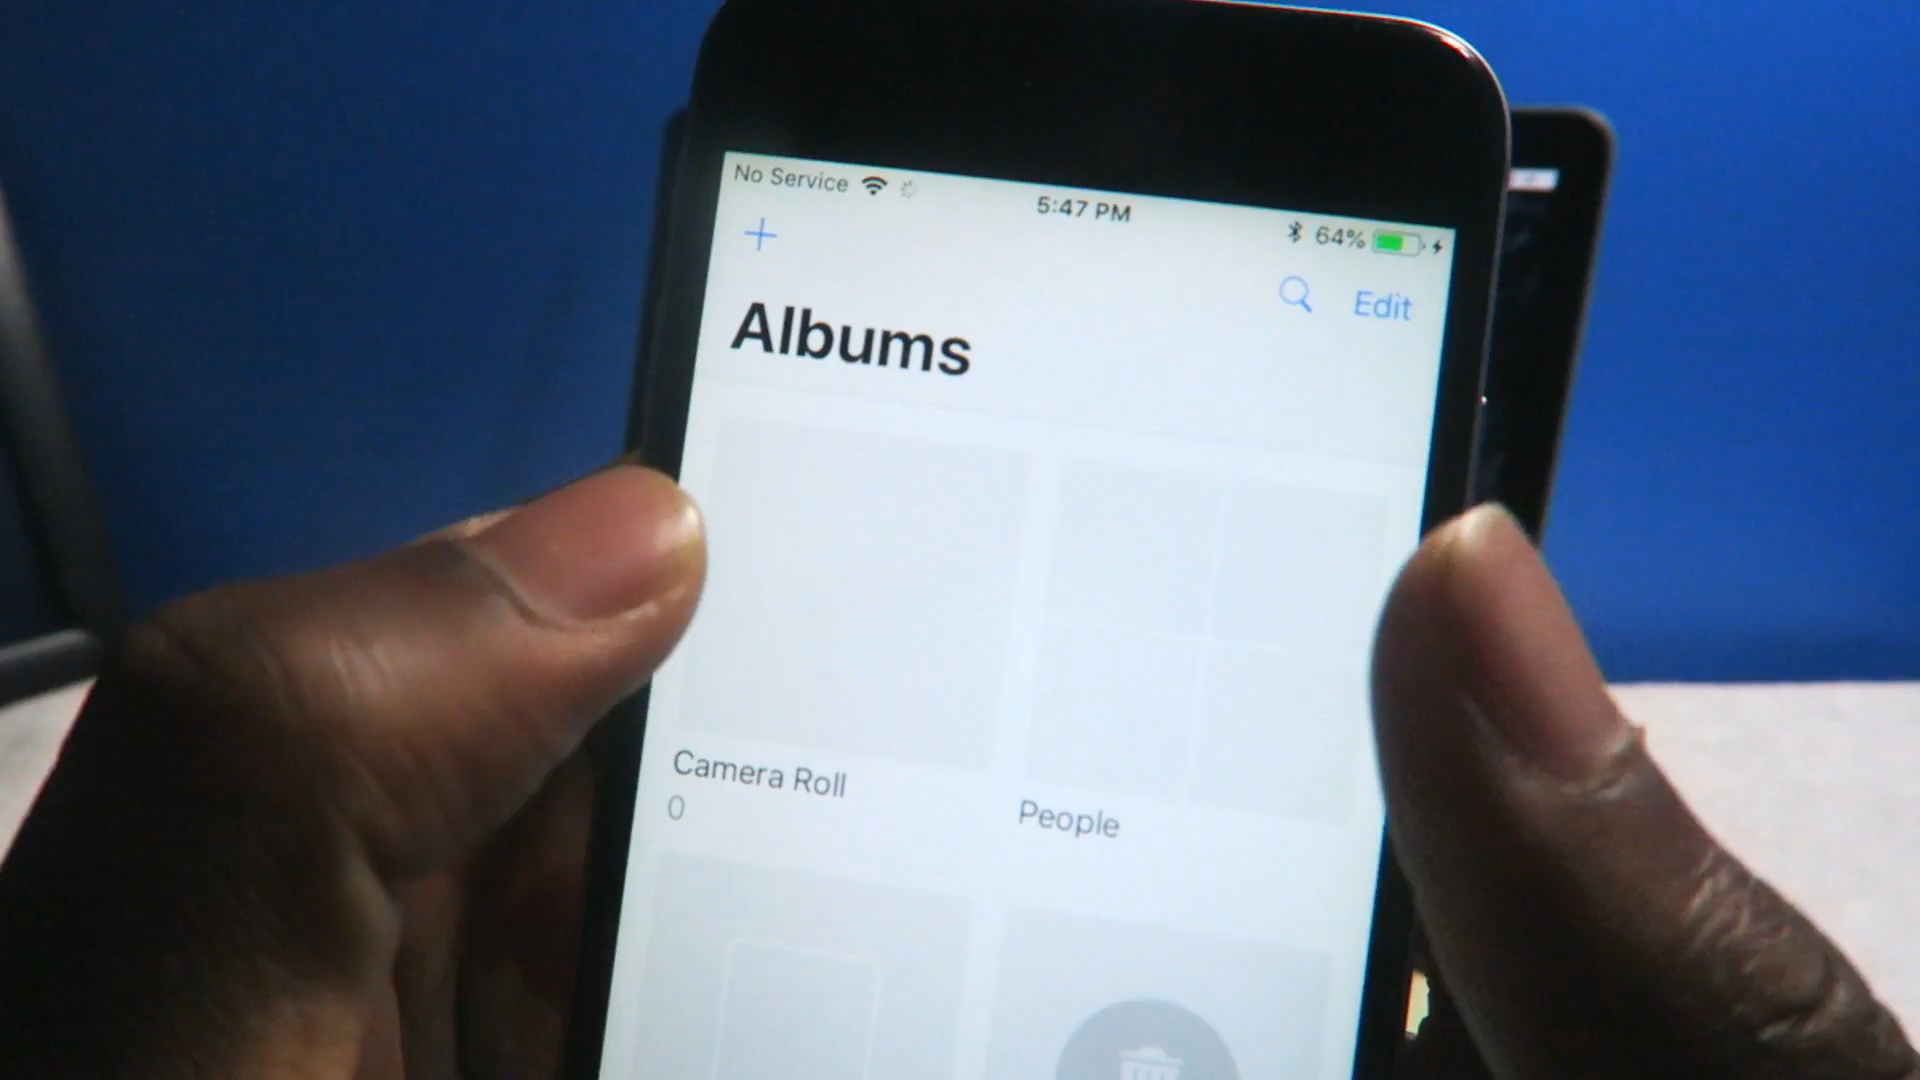 No Service
5:47 PM
64%
Edit
Albums
Camera Roll
0
People